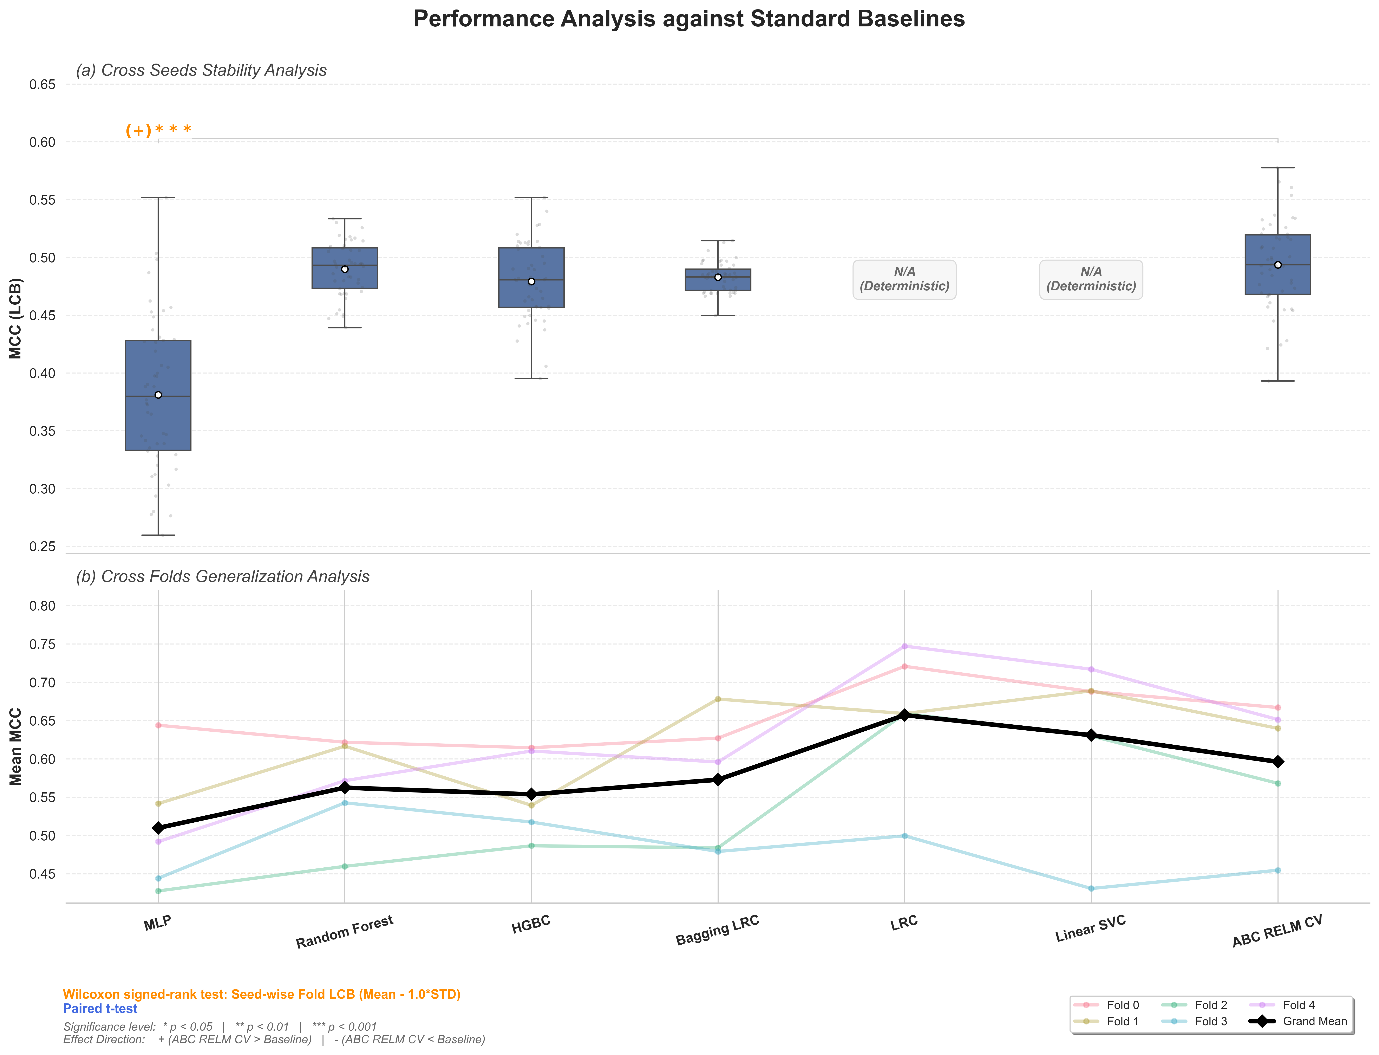 Performance Analysis against Standard Baselines
(a) Cross Seeds Stability Analysis
MCC (LCB)
0.65
0.60
0.55
0.50
0.45
0.40
0.35
0.30
0.25
(+)***
N/A
(Deterministic)
N/A
(Deterministic)
(b) Cross Folds Generalization Analysis
Mean MCC
0.80
0.75
0.70
0.65
0.60
0.55
0.50
0.45
MLP
Random Forest
HGBC
Bagging LRC
LRC
Linear SVC
ABC RELM CV
Wilcoxon signed-rank test: Seed-wise Fold LCB (Mean - 1.0*STD)
Paired t-test
Significance level: * p < 0.05 | ** p < 0.01 | *** p < 0.001
Effect Direction: + (ABC RELM CV > Baseline) | - (ABC RELM CV < Baseline)
Fold 0 Fold 2 Fold 4
Fold 1 Fold 3 Grand Mean